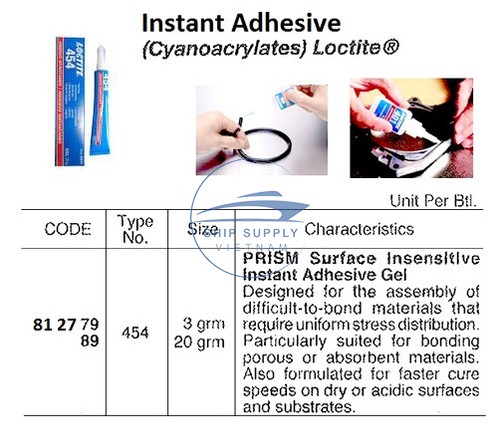 Instant Adhesive
(Cyanoacrylates) Loctite®
LOCTITE
454
Unit Per Btl.
CODE
Type
No.
Size
Characteristics
SHIP SUPPLY
VIETNAM
81 27 79
89
454
3 grm
20 grm
PRISM Surface Insensitive
Instant Adhesive Gel
Designed for the assembly of
difficult-to-bond materials that
require uniform stress distribution.
Particularly suited for bonding
porous or absorbent materials.
Also formulated for faster cure
speeds on dry or acidic surfaces
and substrates.